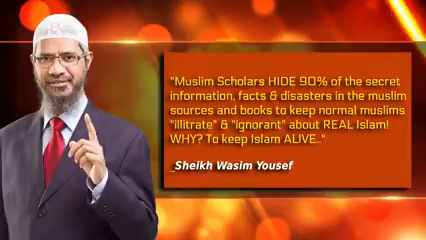 "Muslim Scholars HIDE 90% of the secret
information, facts & disasters in the muslim
sources and books to keep normal muslims
"illitrate" & "ignorant" about REAL Islam!
WHY? To keep Islam ALIVE.."
_Sheikh Wasim Yousef